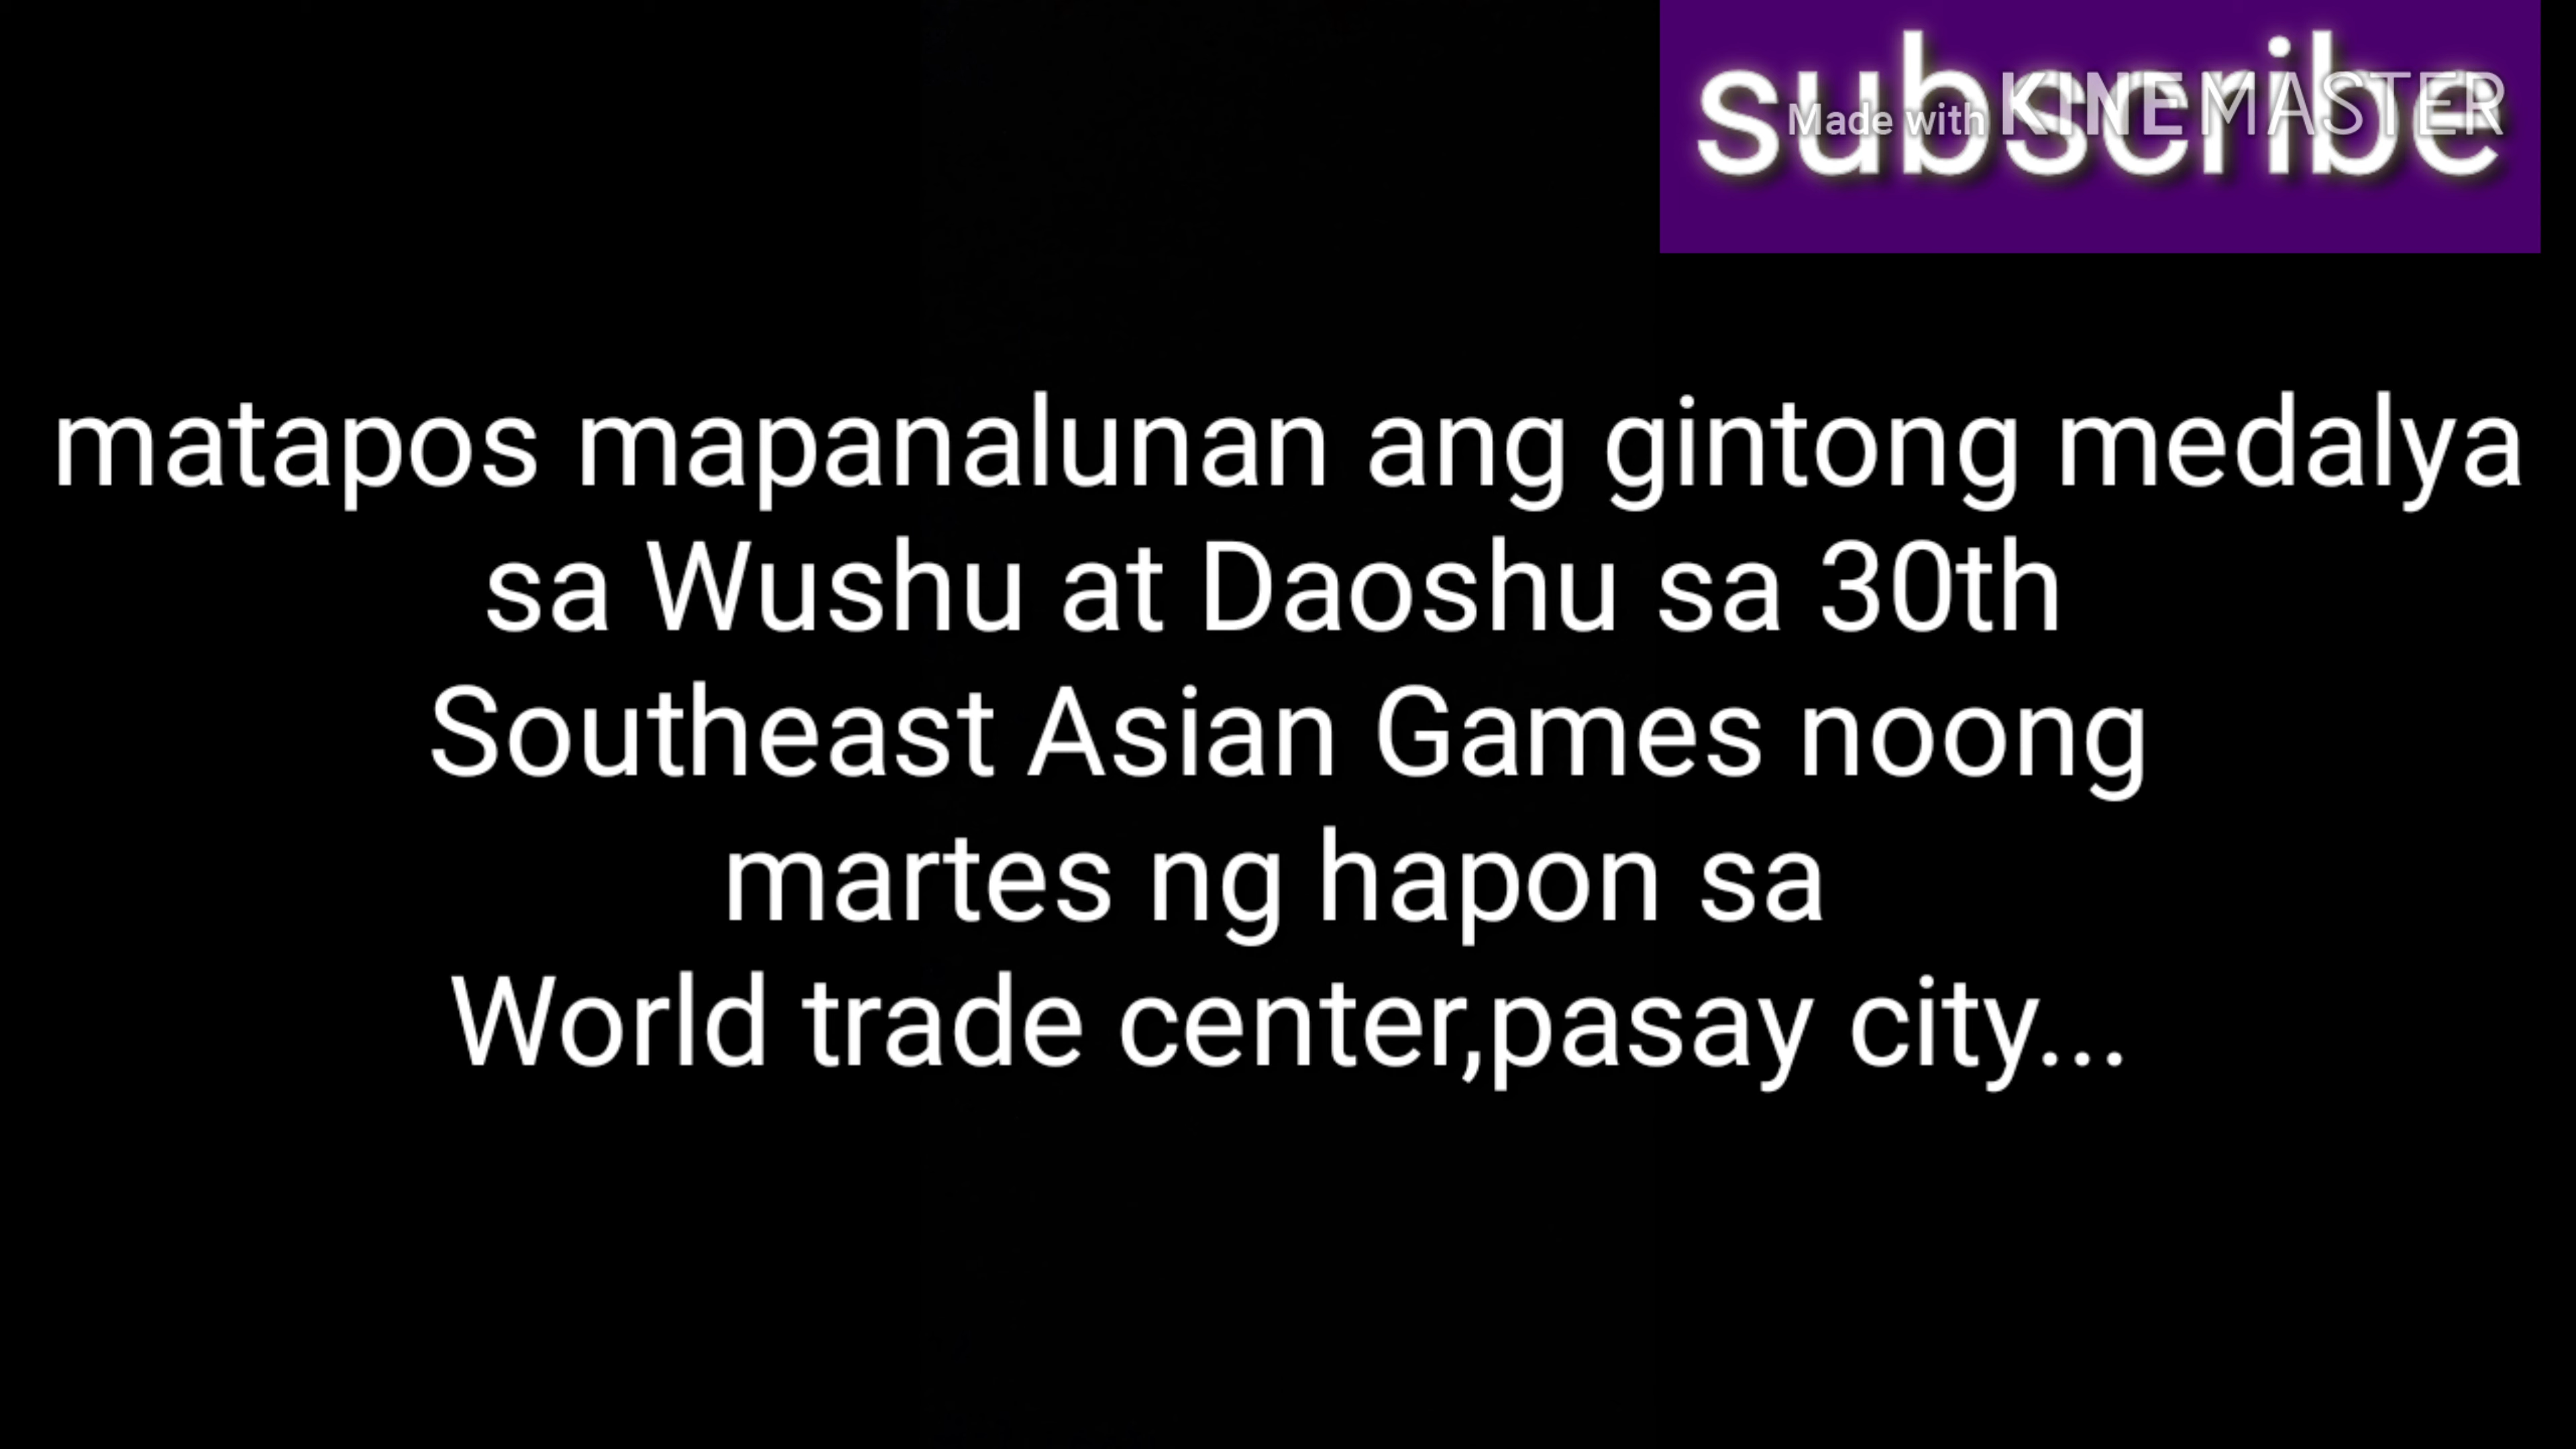 subscribe
Made with KINEMASTER
matapos mapanalunan ang gintong medalya
sa Wushu at Daoshu sa 30th
Southeast Asian Games noong
martes ng hapon sa
World trade center,pasay city...